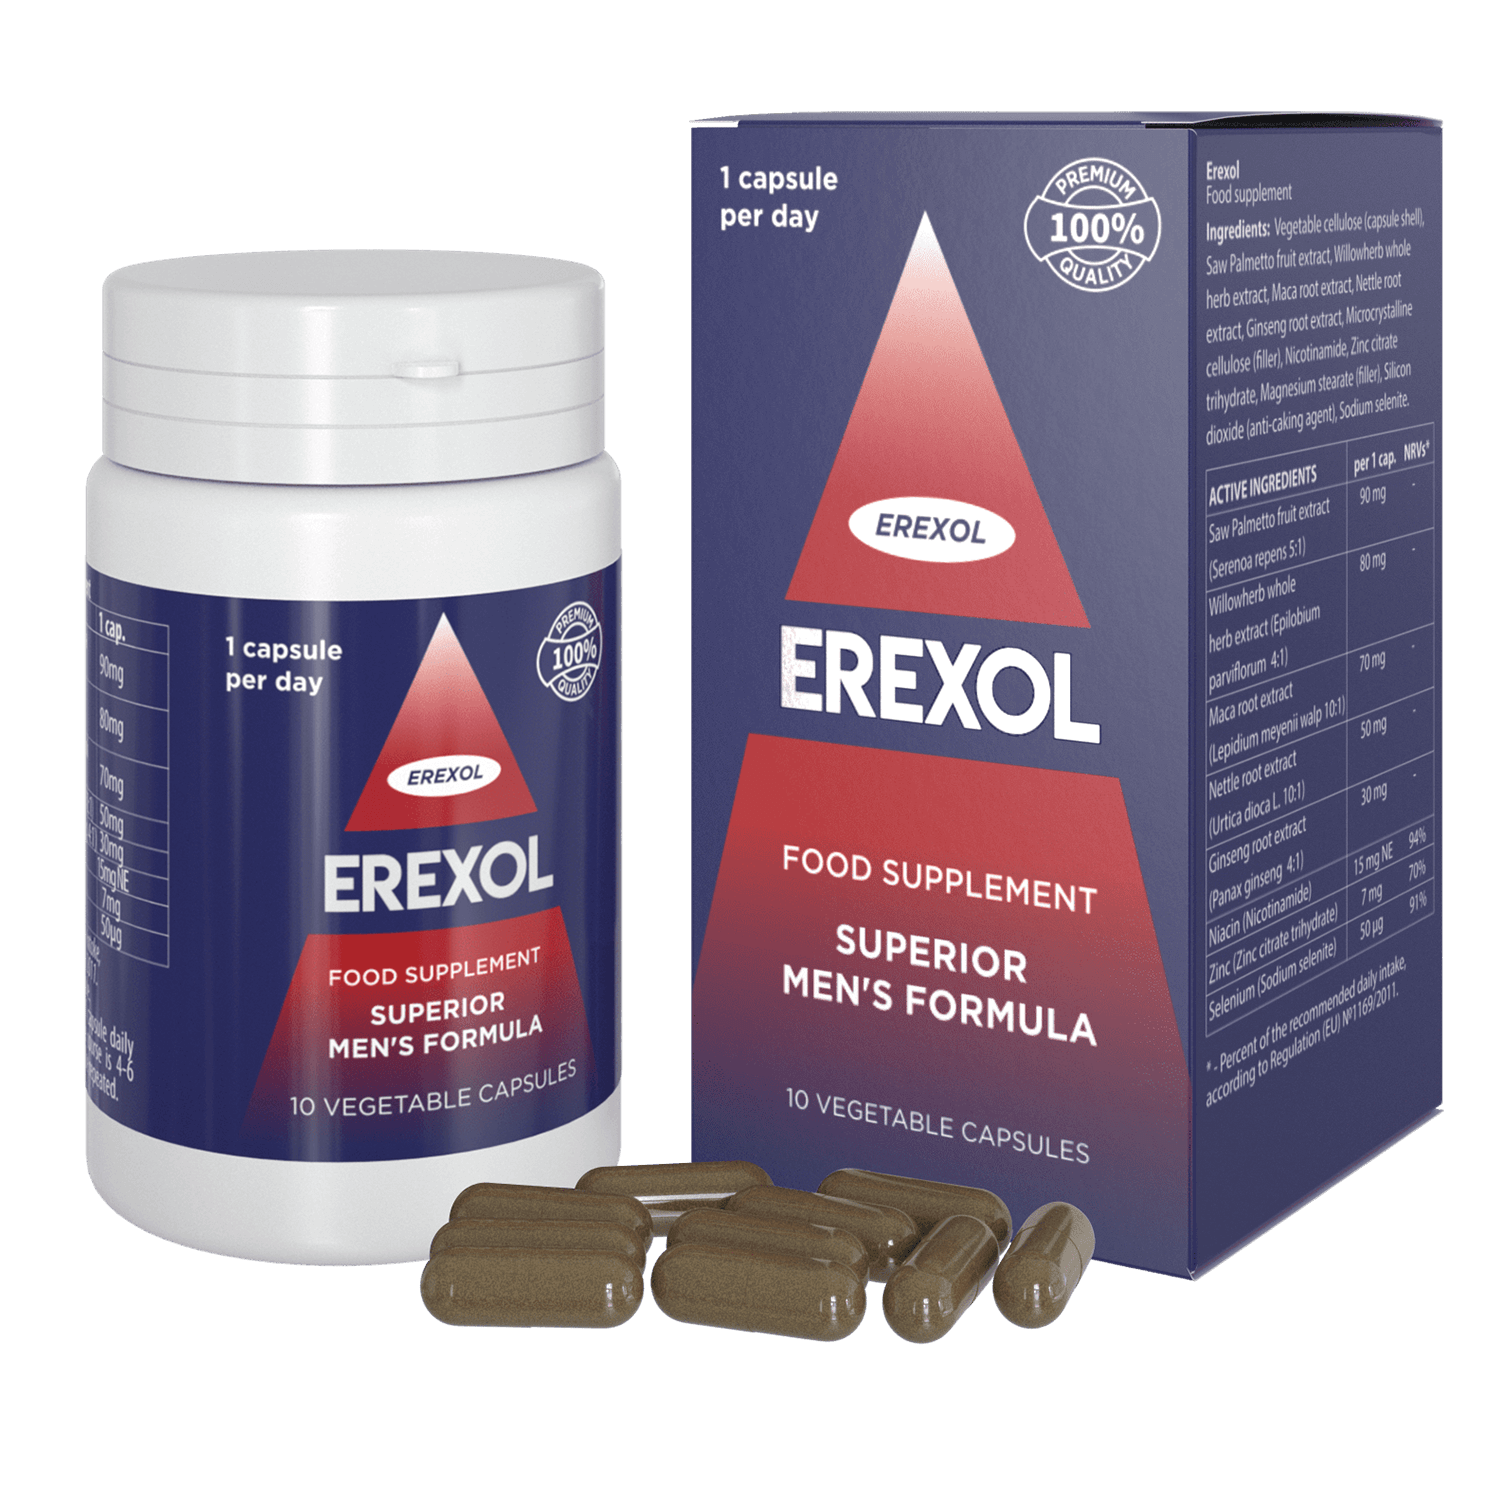 1 cap.
90mg
80mg
70mg
50mg
30mg
15mg NE
7mg
50µg
daily
is 4-6
repeated.
1 capsule
per day
PREMIUM
100%
QUALITY
EREXOL
EREXOL
FOOD SUPPLEMENT
SUPERIOR
MEN'S FORMULA
10 VEGETABLE CAPSULES
1 capsule
per day
PREMIUM
100%
QUALITY
EREXOL
EREXOL
FOOD SUPPLEMENT
SUPERIOR
MEN'S FORMULA
10 VEGETABLE CAPSULES
Erexol
Food supplement
Ingredients: Vegetable cellulose (capsule shell),
Saw Palmetto fruit extract, Willowherb whole
herb extract, Maca root extract, Nettle root
extract, Ginseng root extract, Microcrystalline
cellulose (filler), Nicotinamide, Zinc citrate
trihydrate, Magnesium stearate (filler), Silicon
dioxide (anti-caking agent), Sodium selenite.
ACTIVE INGREDIENTS per 1 cap. NRVs*
Saw Palmetto fruit extract 90 mg -
(Serenoa repens 5:1)
Willowherb whole 80 mg -
herb extract (Epilobium
parviflorum 4:1)
Maca root extract 70 mg -
(Lepidium meyenii walp 10:1)
Nettle root extract 50 mg -
(Urtica dioca L. 10:1)
Ginseng root extract 30 mg -
(Panax ginseng 4:1)
Niacin (Nicotinamide) 15 mg NE 94%
Zinc (Zinc citrate trihydrate) 7 mg 70%
Selenium (Sodium selenite) 50 µg 91%
* - Percent of the recommended daily intake,
according to Regulation (EU) №1169/2011.